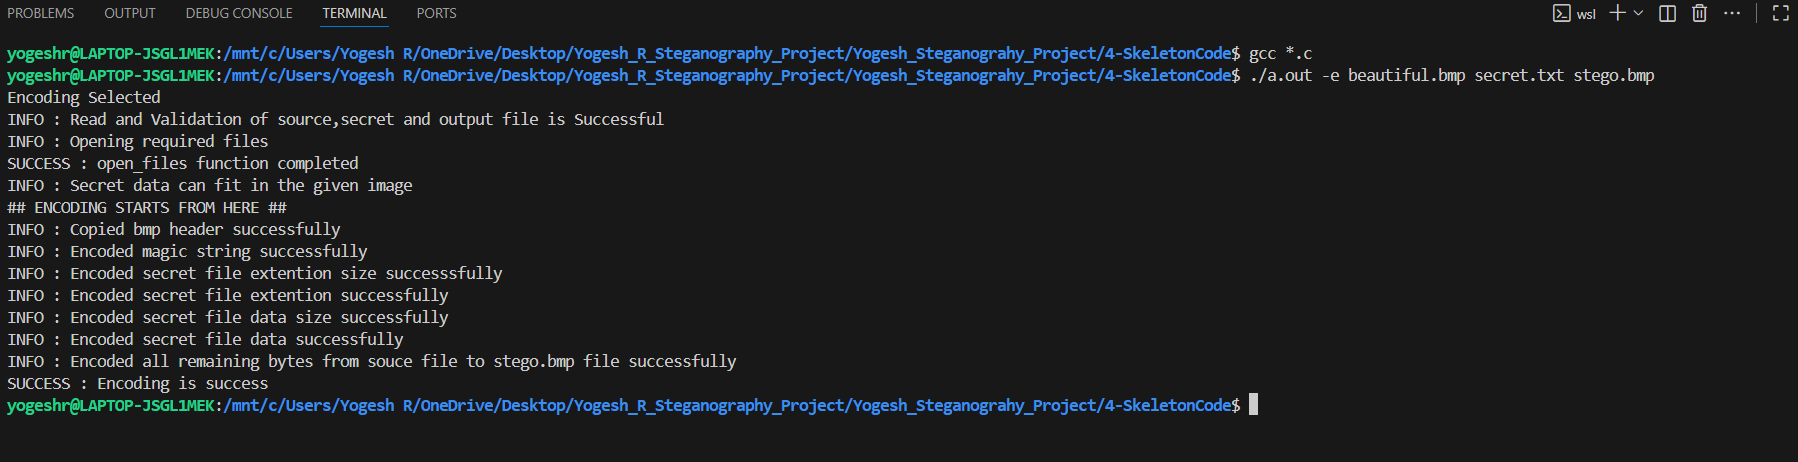 PROBLEMS OUTPUT DEBUG CONSOLE TERMINAL PORTS wsl
yogeshr@LAPTOP-JSGL1MEK:/mnt/c/Users/Yogesh R/OneDrive/Desktop/Yogesh_R_Steganography_Project/Yogesh_Steganograhy_Project/4-SkeletonCode$ gcc *.c
yogeshr@LAPTOP-JSGL1MEK:/mnt/c/Users/Yogesh R/OneDrive/Desktop/Yogesh_R_Steganography_Project/Yogesh_Steganograhy_Project/4-SkeletonCode$ ./a.out -e beautiful.bmp secret.txt stego.bmp
Encoding Selected
INFO : Read and Validation of source,secret and output file is Successful
INFO : Opening required files
SUCCESS : open_files function completed
INFO : Secret data can fit in the given image
## ENCODING STARTS FROM HERE ##
INFO : Copied bmp header successfully
INFO : Encoded magic string successfully
INFO : Encoded secret file extention size successsfully
INFO : Encoded secret file extention successfully
INFO : Encoded secret file data size successfully
INFO : Encoded secret file data successfully
INFO : Encoded all remaining bytes from souce file to stego.bmp file successfully
SUCCESS : Encoding is success
yogeshr@LAPTOP-JSGL1MEK:/mnt/c/Users/Yogesh R/OneDrive/Desktop/Yogesh_R_Steganography_Project/Yogesh_Steganograhy_Project/4-SkeletonCode$